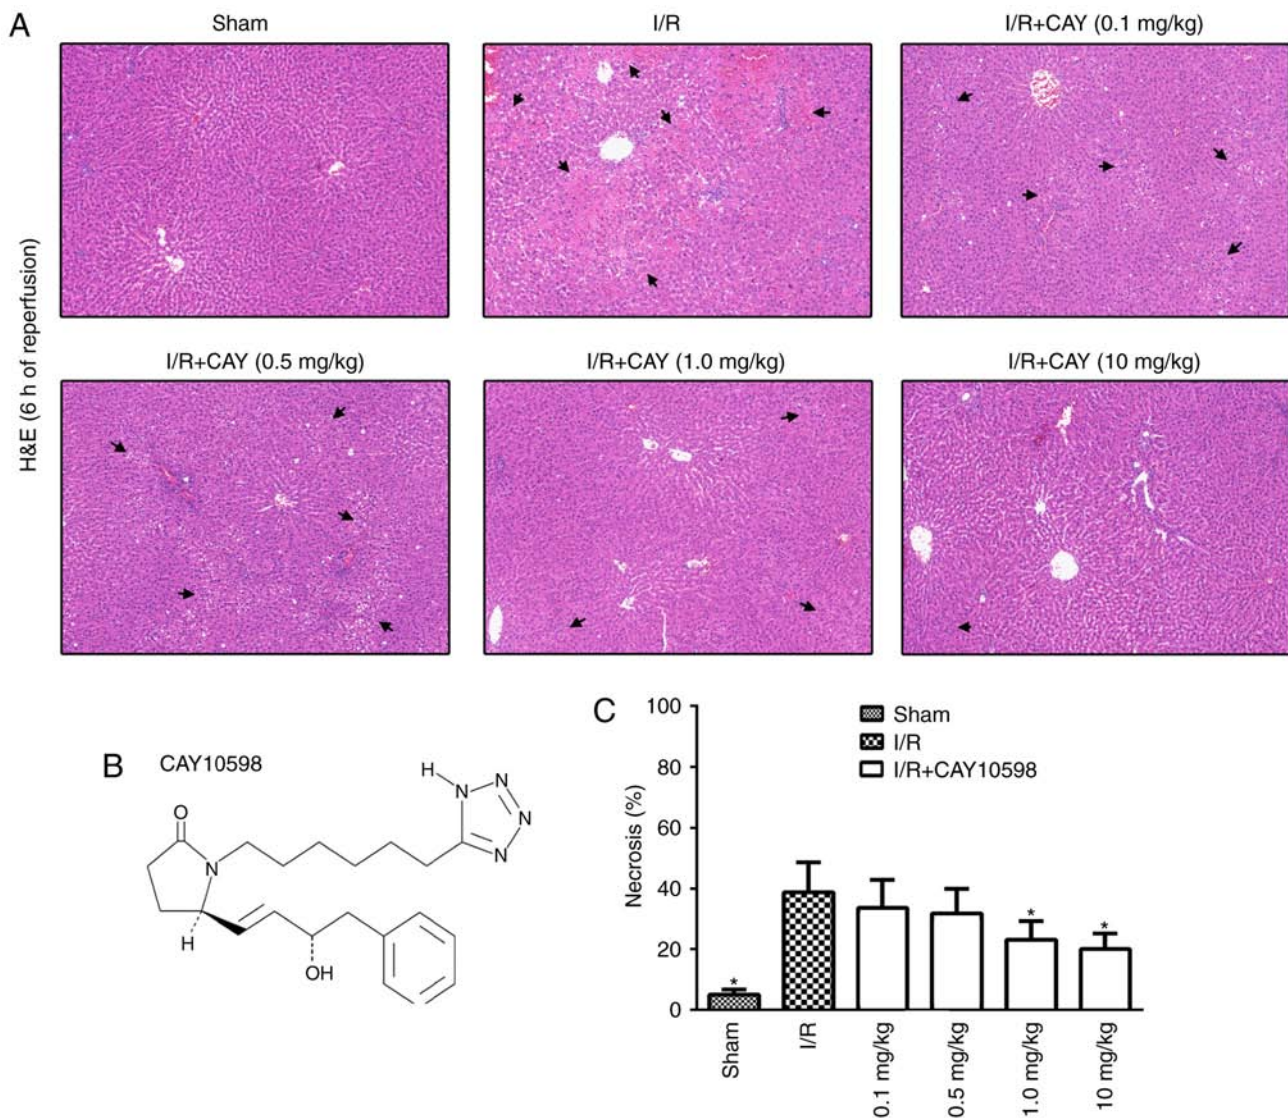 A
Sham
I/R
I/R+CAY (0.1 mg/kg)
H&E (6 h of reperfusion)
I/R+CAY (0.5 mg/kg)
I/R+CAY (1.0 mg/kg)
I/R+CAY (10 mg/kg)
B
CAY10598
H
N
N
N
N
O
N
H
OH
C
Necrosis (%)
100
80
60
40
20
0
Sham
I/R
I/R+CAY10598
*
*
*
Sham
I/R
0.1 mg/kg
0.5 mg/kg
1.0 mg/kg
10 mg/kg